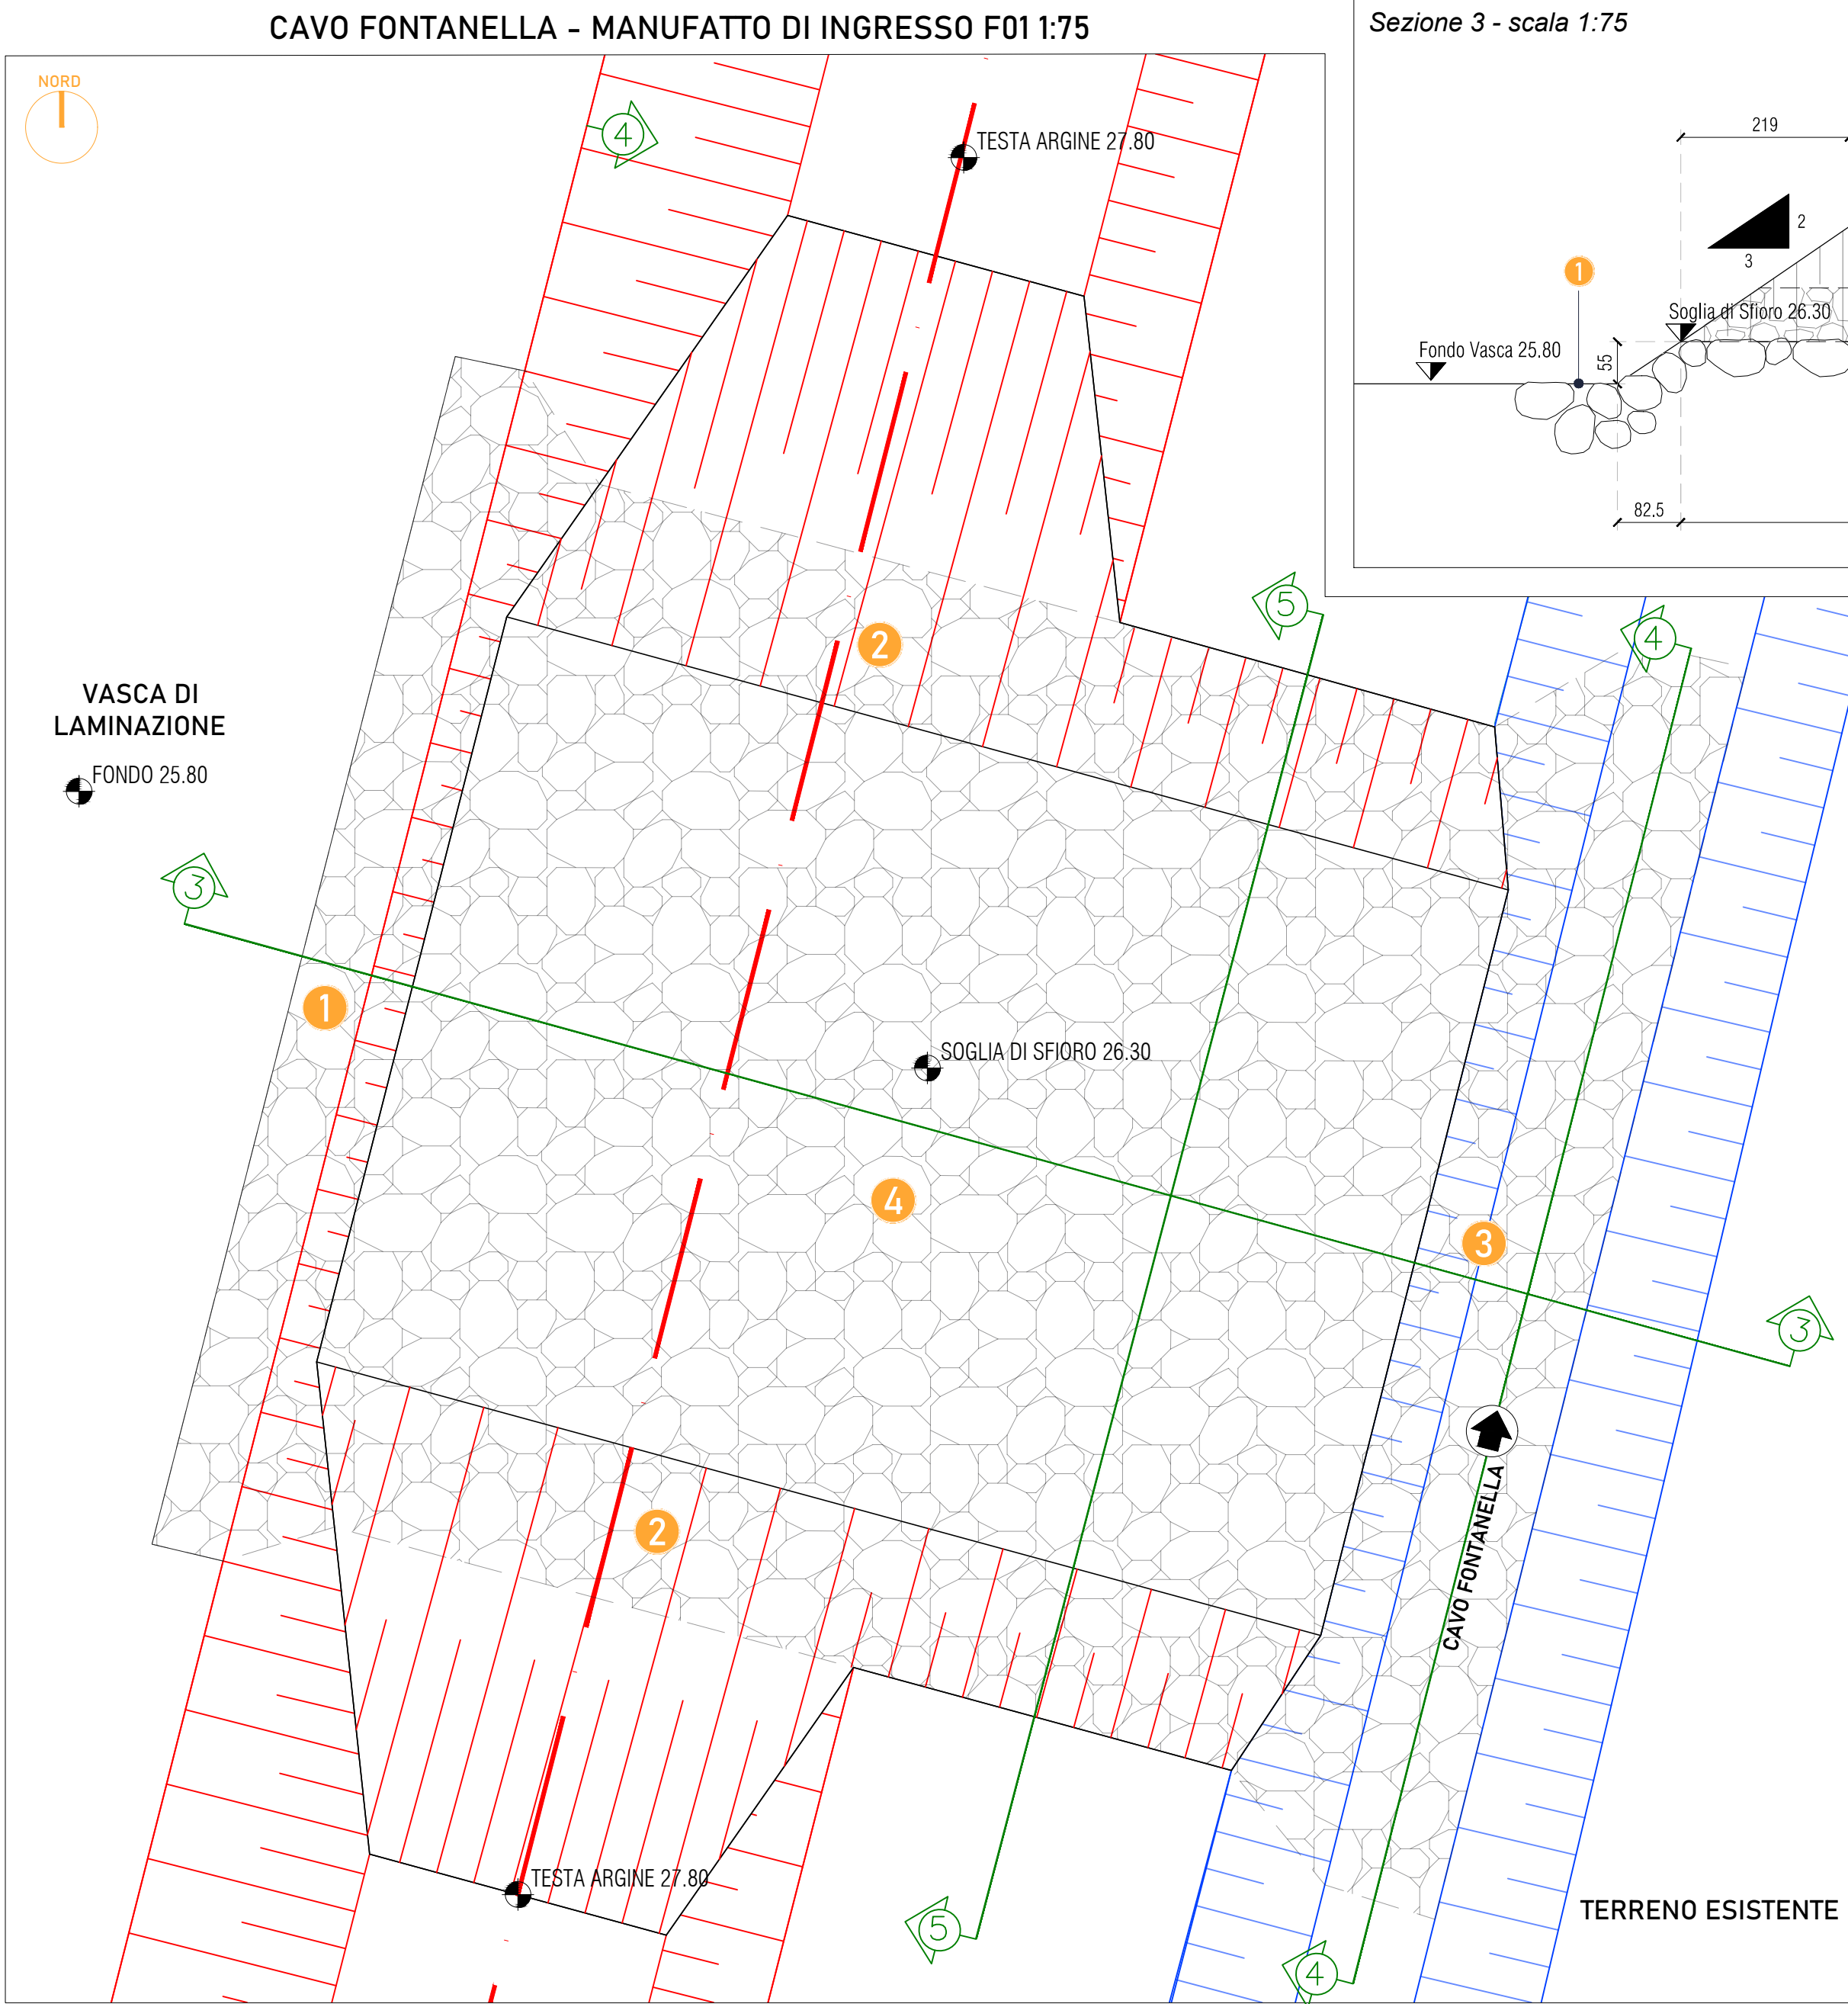 CAVO FONTANELLA - MANUFATTO DI INGRESSO F01 1:75
Sezione 3 - scala 1:75
NORD
4
TESTA ARGINE 27.80
219
2
3
1
Soglia di Sfioro 26.30
Fondo Vasca 25.80
55
82.5
5
4
2
VASCA DI
LAMINAZIONE
FONDO 25.80
3
1
SOGLIA DI SFIORO 26.30
4
3
3
CAVO FONTANELLA
2
TESTA ARGINE 27.80
TERRENO ESISTENTE
5
4